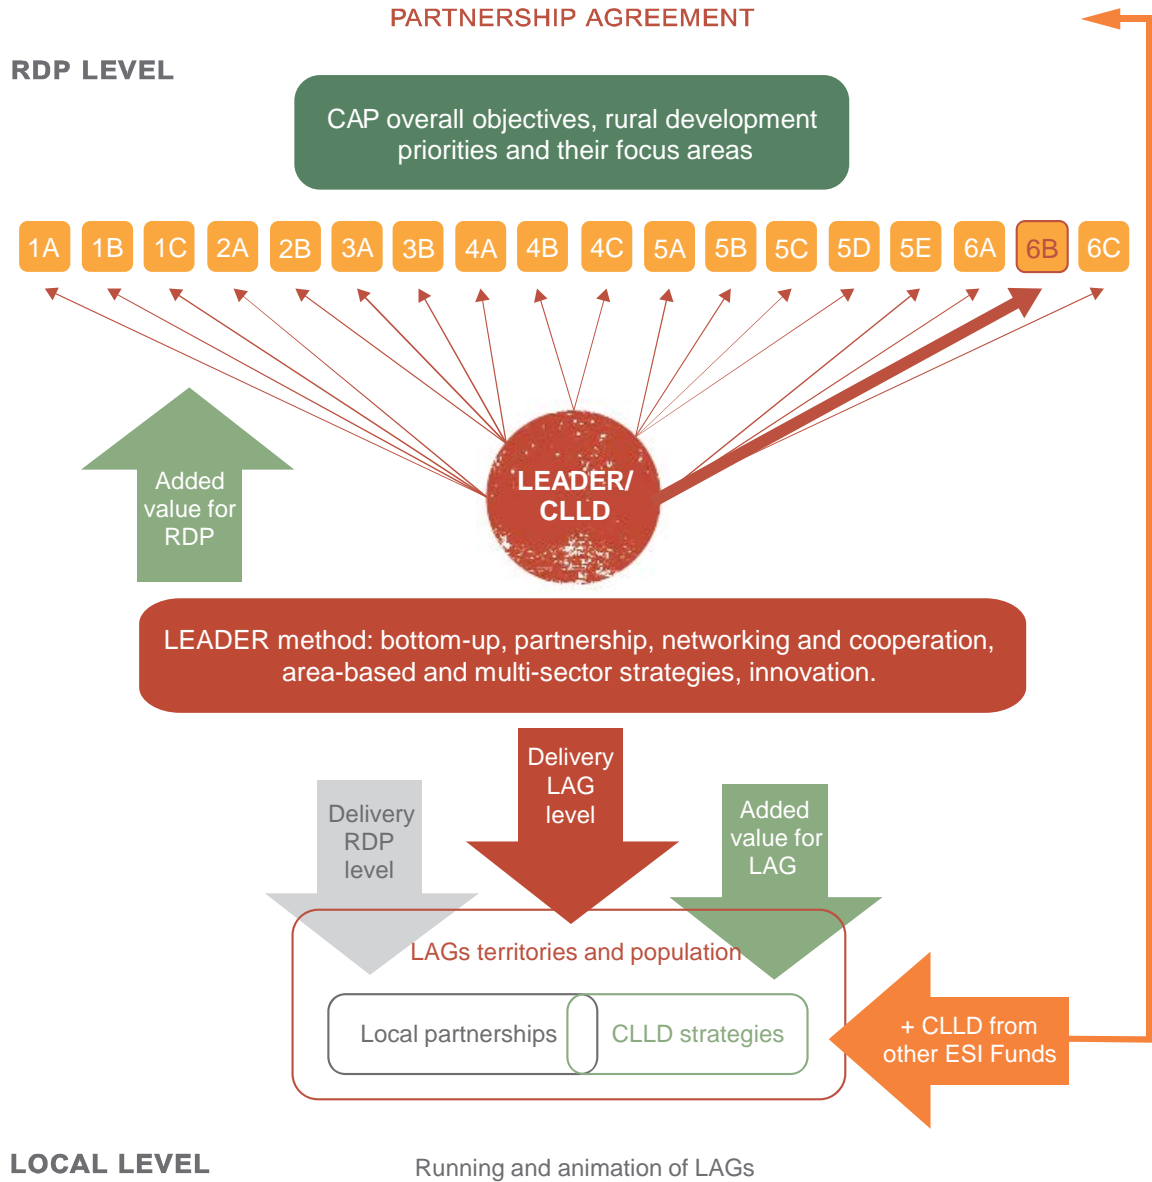 PARTNERSHIP AGREEMENT
RDP LEVEL
CAP overall objectives, rural development
priorities and their focus areas
1A 1B 1C 2A 2B 3A 3B 4A 4B 4C 5A 5B 5C 5D 5E 6A 6B 6C
LEADER/
CLLD
Added
value for
RDP
LEADER method: bottom-up, partnership, networking and cooperation,
area-based and multi-sector strategies, innovation.
Delivery
LAG
level
Delivery
RDP
level
Added
value for
LAG
LAGs territories and population
Local partnerships
CLLD strategies
+ CLLD from
other ESI Funds
LOCAL LEVEL
Running and animation of LAGs